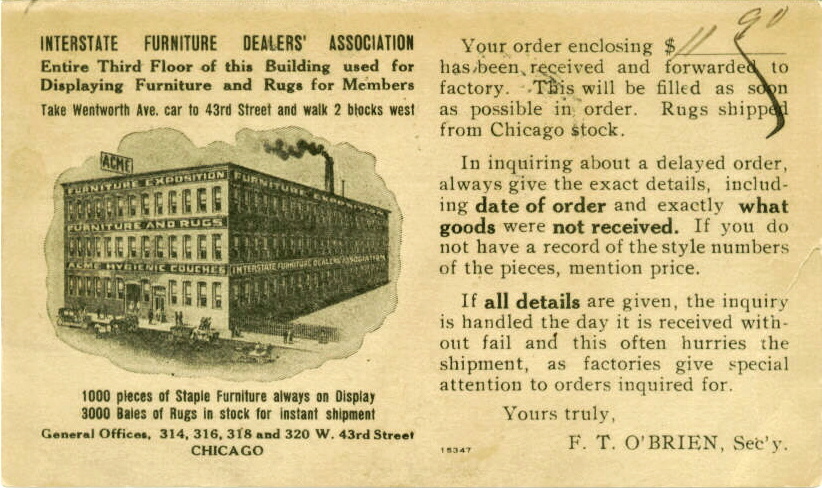 INTERSTATE FURNITURE DEALERS' ASSOCIATION
Entire Third Floor of this Building used for
Displaying Furniture and Rugs for Members
Take Wentworth Ave. car to 43rd Street and walk 2 blocks west
ACME
FURNITURE EXPOSITION FURNITURE EXPOSITION
FURNITURE AND RUGS
ACME HYGIENIC COUCHES INTERSTATE FURNITURE DEALERS' ASSOCIATION
1000 pieces of Staple Furniture always on Display
3000 Bales of Rugs in stock for instant shipment
General Offices, 314, 316, 318 and 320 W. 43rd Street
CHICAGO
Your order enclosing $11 90
has been received and forwarded to
factory. This will be filled as soon
as possible in order. Rugs shipped
from Chicago stock.
In inquiring about a delayed order,
always give the exact details, includ-
ing date of order and exactly what
goods were not received. If you do
not have a record of the style numbers
of the pieces, mention price.
If all details are given, the inquiry
is handled the day it is received with-
out fail and this often hurries the
shipment, as factories give special
attention to orders inquired for.
Yours truly,
15347
F. T. O'BRIEN, Sec'y.